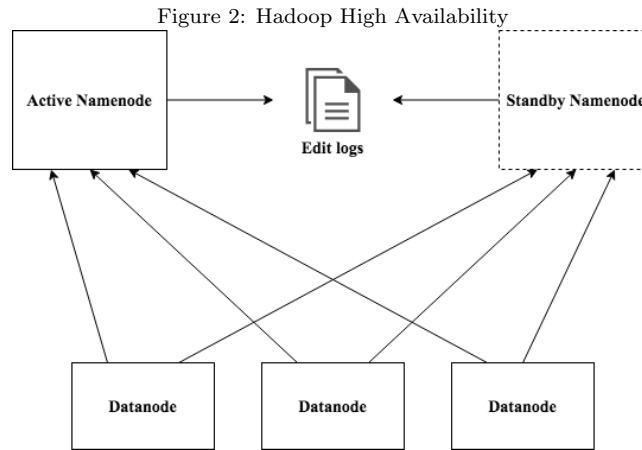 Figure 2: Hadoop High Availability
Active Namenode
Standby Namenode
Edit logs
Datanode
Datanode
Datanode